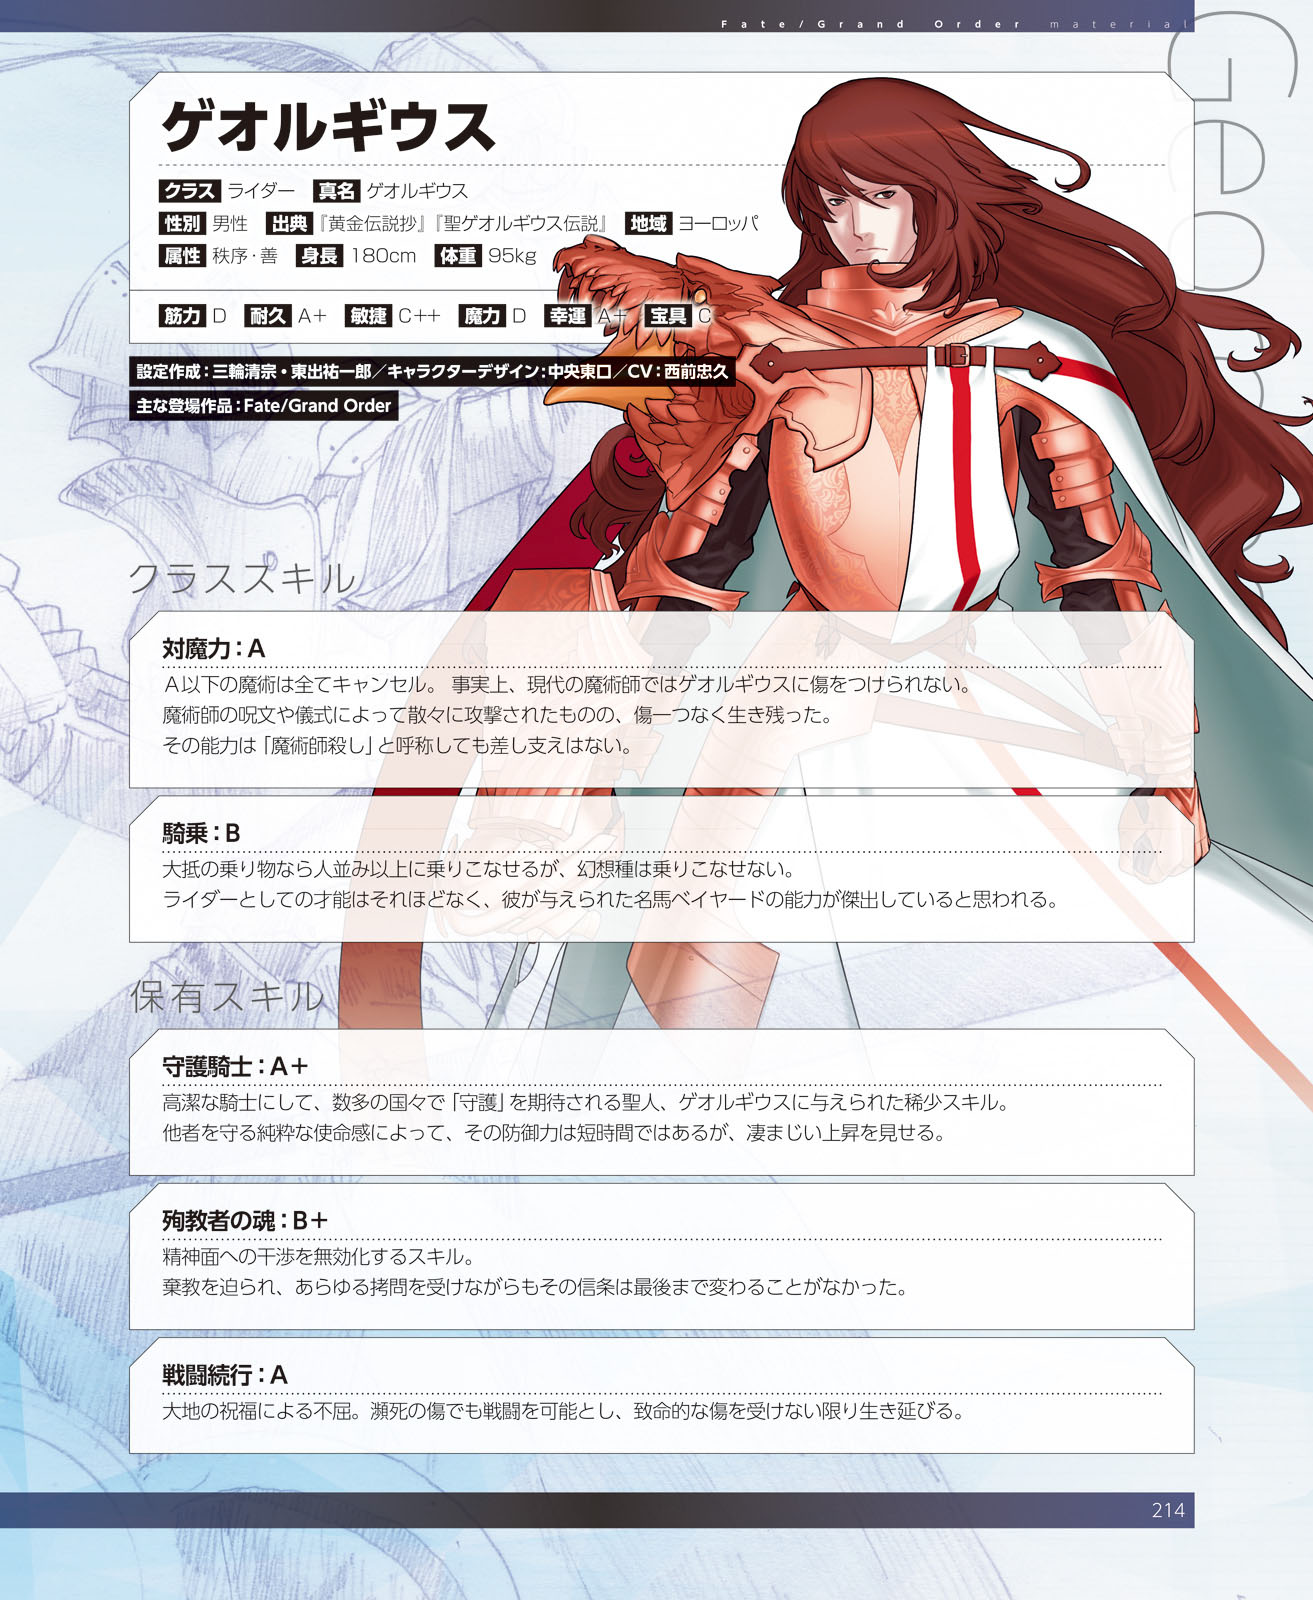 Fate/Grand Order material
ゲオルギウス
クラス ライダー 真名 ゲオルギウス
性別 男性 出典 『黄金伝説抄』『聖ゲオルギウス伝説』 地域 ヨーロッパ
属性 秩序・善 身長 180cm 体重 95kg
筋力 D 耐久 A+ 敏捷 C++ 魔力 D 幸運 A+ 宝具 C
設定作成：三輪清宗・東出祐一郎／キャラクターデザイン：中央東口／CV：西前忠久
主な登場作品：Fate/Grand Order
クラススキル
対魔力：A
A以下の魔術は全てキャンセル。 事実上、現代の魔術師ではゲオルギウスに傷をつけられない。
魔術師の呪文や儀式によって散々に攻撃されたものの、傷一つなく生き残った。
その能力は「魔術師殺し」と呼称しても差し支えはない。
騎乗：B
大抵の乗り物なら人並み以上に乗りこなせるが、幻想種は乗りこなせない。
ライダーとしての才能はそれほどなく、彼が与えられた名馬ベイヤードの能力が傑出していると思われる。
保有スキル
守護騎士：A+
高潔な騎士にして、数多の国々で「守護」を期待される聖人、ゲオルギウスに与えられた稀少スキル。
他者を守る純粋な使命感によって、その防御力は短時間ではあるが、凄まじい上昇を見せる。
殉教者の魂：B+
精神面への干渉を無効化するスキル。
棄教を迫られ、あらゆる拷問を受けながらもその信条は最後まで変わることがなかった。
戦闘続行：A
大地の祝福による不屈。瀕死の傷でも戦闘を可能とし、致命的な傷を受けない限り生き延びる。
214